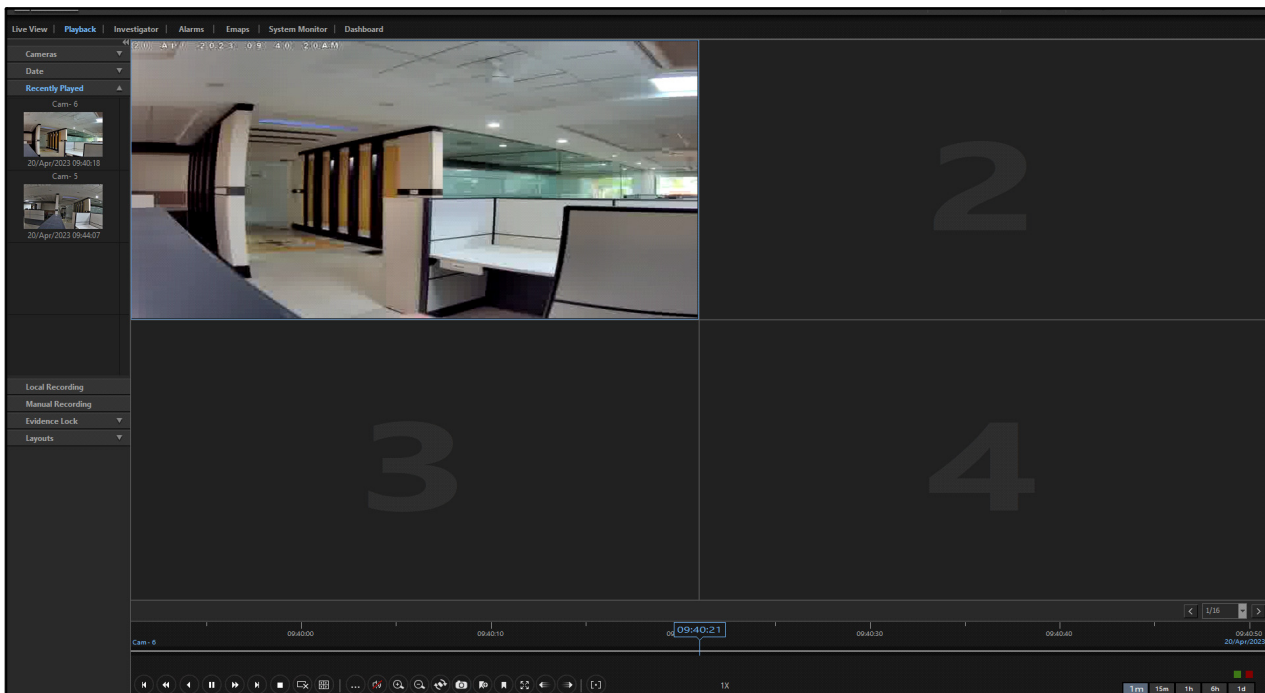 Live View | Playback | Investigator | Alarms | Emaps | System Monitor | Dashboard
Cameras
Date
Recently Played
Cam- 6
20/Apr/2023 09:40:18
Cam- 5
20/Apr/2023 09:44:07
Local Recording
Manual Recording
Evidence Lock
Layouts
2
3
4
1/16
Cam - 6
09:40:00
09:40:10
09:40:21
09:40:30
09:40:40
09:40:50
20/Apr/2023
1X
1m 15m 1h 6h 1d